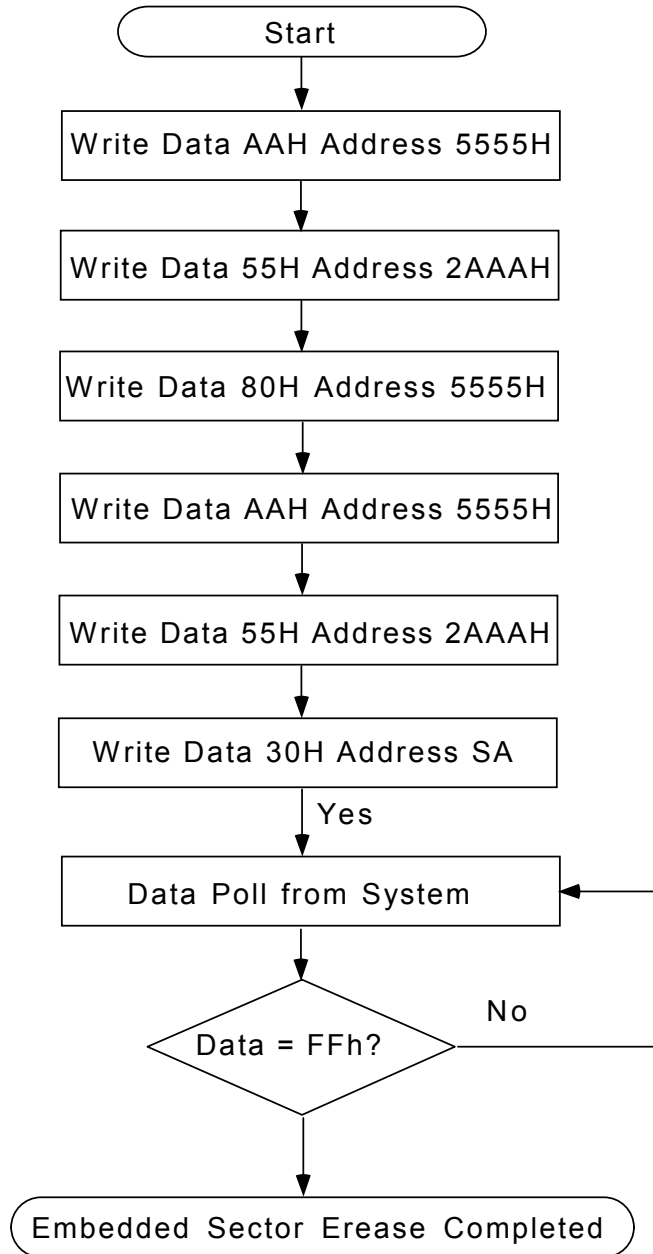 Start
Write Data AAH Address 5555H
Write Data 55H Address 2AAAH
Write Data 80H Address 5555H
Write Data AAH Address 5555H
Write Data 55H Address 2AAAH
Write Data 30H Address SA
Yes
Data Poll from System
No
Data = FFh?
Embedded Sector Erease Completed